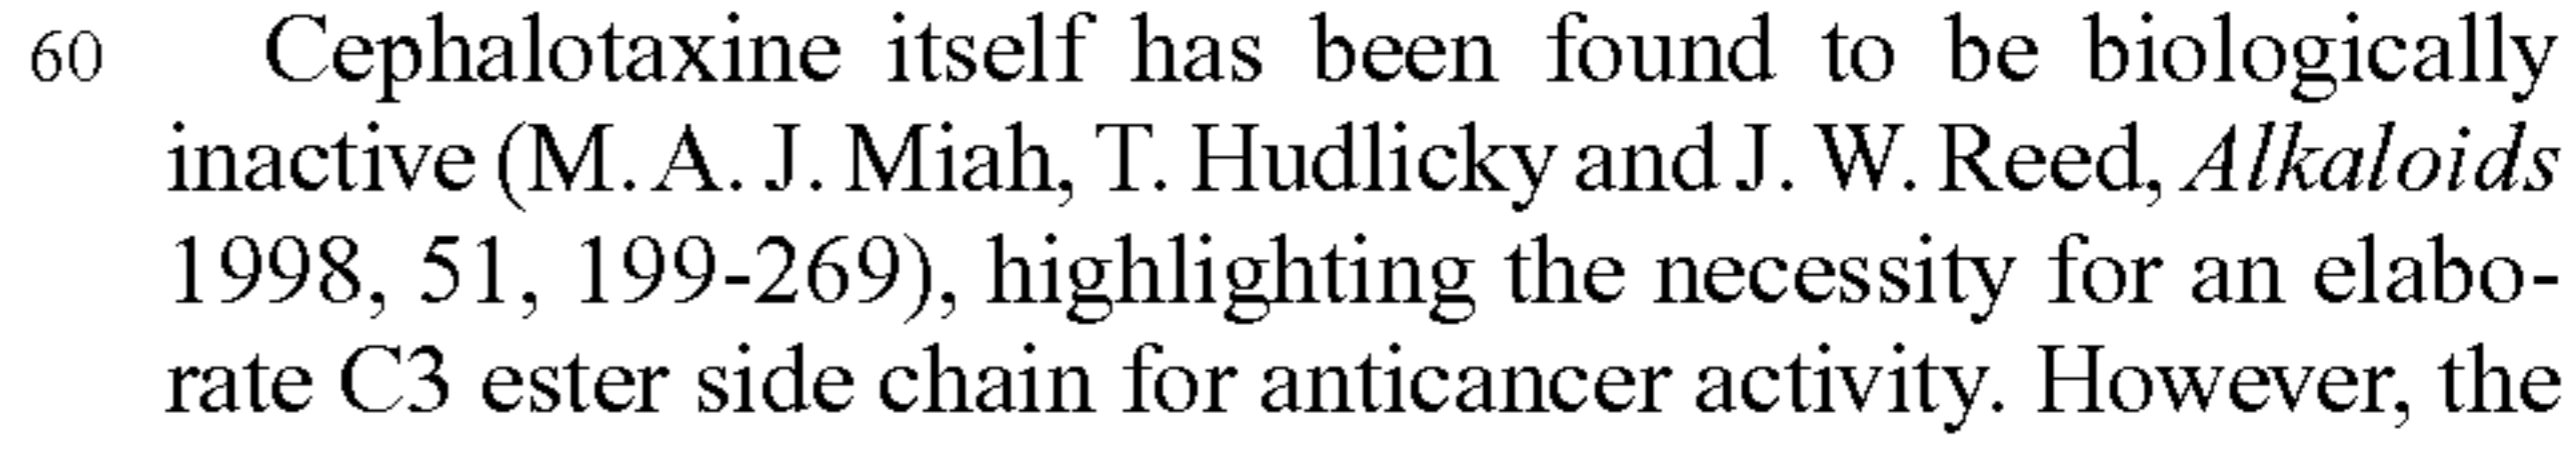 60 Cephalotaxine itself has been found to be biologically
inactive (M. A. J. Miah, T. Hudlicky and J. W. Reed, Alkaloids
1998, 51, 199-269), highlighting the necessity for an elabo-
rate C3 ester side chain for anticancer activity. However, the